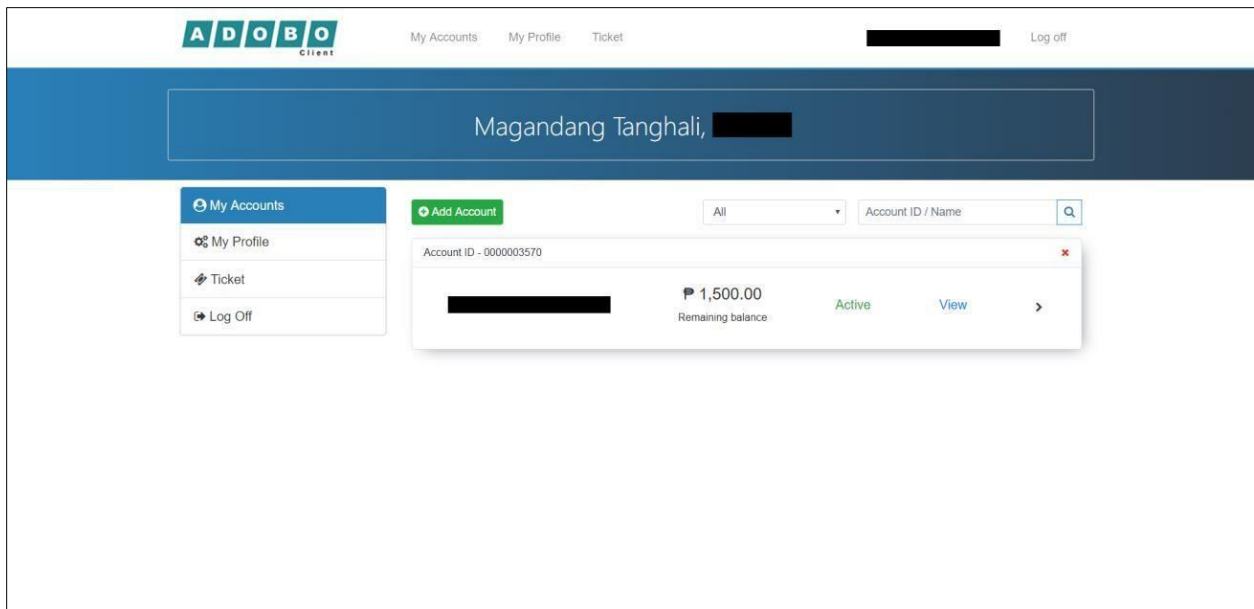 ADOBO
Client
My Accounts My Profile Ticket Log off
Magandang Tanghali,
My Accounts
My Profile
Ticket
Log Off
Add Account All Account ID / Name
Account ID - 0000003570
₱ 1,500.00
Remaining balance
Active View